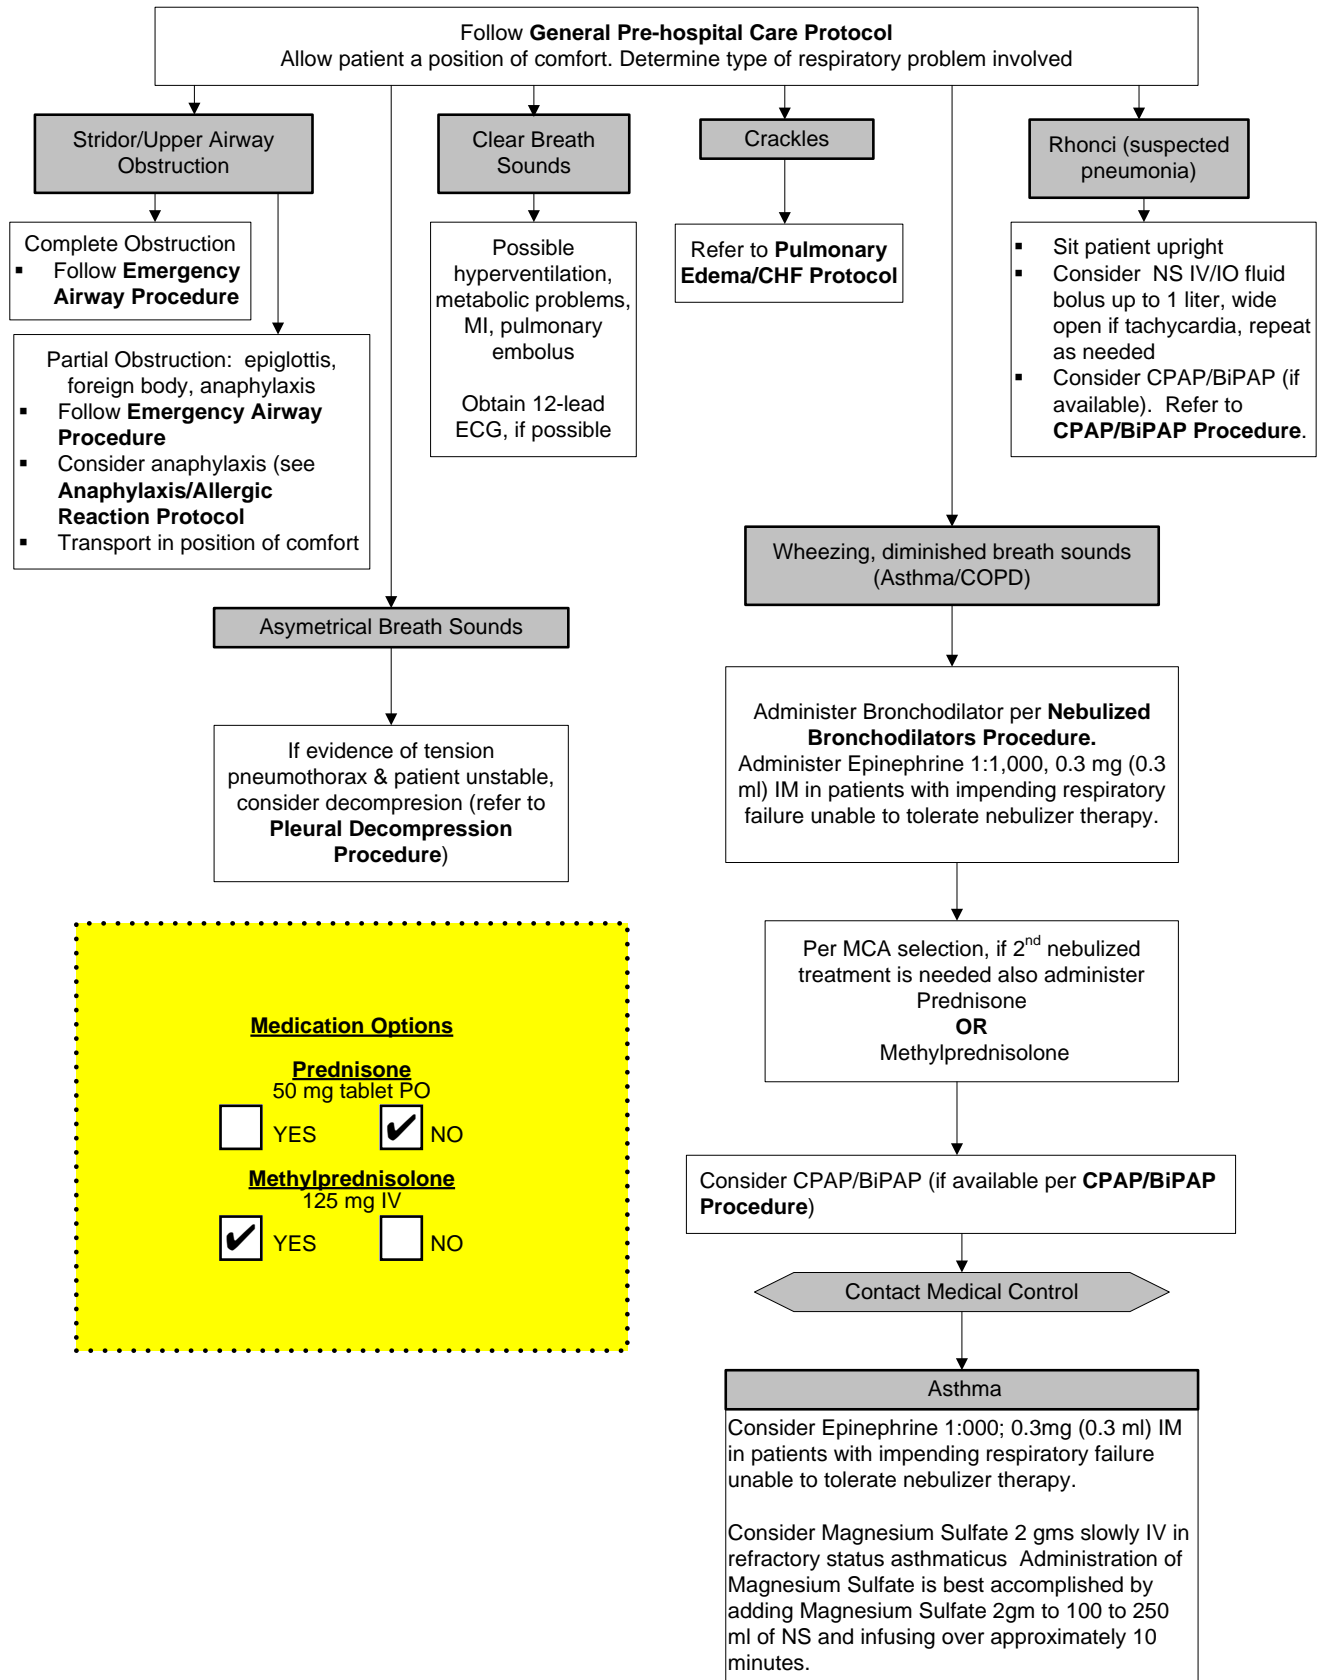 Follow General Pre-hospital Care Protocol
Allow patient a position of comfort. Determine type of respiratory problem involved
Stridor/Upper Airway
Obstruction
Complete Obstruction
▪ Follow Emergency
Airway Procedure
Partial Obstruction: epiglottis,
foreign body, anaphylaxis
▪ Follow Emergency Airway
Procedure
▪ Consider anaphylaxis (see
Anaphylaxis/Allergic
Reaction Protocol
▪ Transport in position of comfort
Clear Breath
Sounds
Possible
hyperventilation,
metabolic problems,
MI, pulmonary
embolus
Obtain 12-lead
ECG, if possible
Crackles
Refer to Pulmonary
Edema/CHF Protocol
Rhonci (suspected
pneumonia)
▪ Sit patient upright
▪ Consider NS IV/IO fluid
bolus up to 1 liter, wide
open if tachycardia, repeat
as needed
▪ Consider CPAP/BiPAP (if
available). Refer to
CPAP/BiPAP Procedure.
Asymetrical Breath Sounds
If evidence of tension
pneumothorax & patient unstable,
consider decompresion (refer to
Pleural Decompression
Procedure)
Wheezing, diminished breath sounds
(Asthma/COPD)
Administer Bronchodilator per Nebulized
Bronchodilators Procedure.
Administer Epinephrine 1:1,000, 0.3 mg (0.3
ml) IM in patients with impending respiratory
failure unable to tolerate nebulizer therapy.
Per MCA selection, if 2nd nebulized
treatment is needed also administer
Prednisone
OR
Methylprednisolone
Consider CPAP/BiPAP (if available per CPAP/BiPAP
Procedure)
Contact Medical Control
Asthma
Consider Epinephrine 1:000; 0.3mg (0.3 ml) IM
in patients with impending respiratory failure
unable to tolerate nebulizer therapy.
Consider Magnesium Sulfate 2 gms slowly IV in
refractory status asthmaticus Administration of
Magnesium Sulfate is best accomplished by
adding Magnesium Sulfate 2gm to 100 to 250
ml of NS and infusing over approximately 10
minutes.
Medication Options
Prednisone
50 mg tablet PO
YES ✔ NO
Methylprednisolone
125 mg IV
✔ YES NO